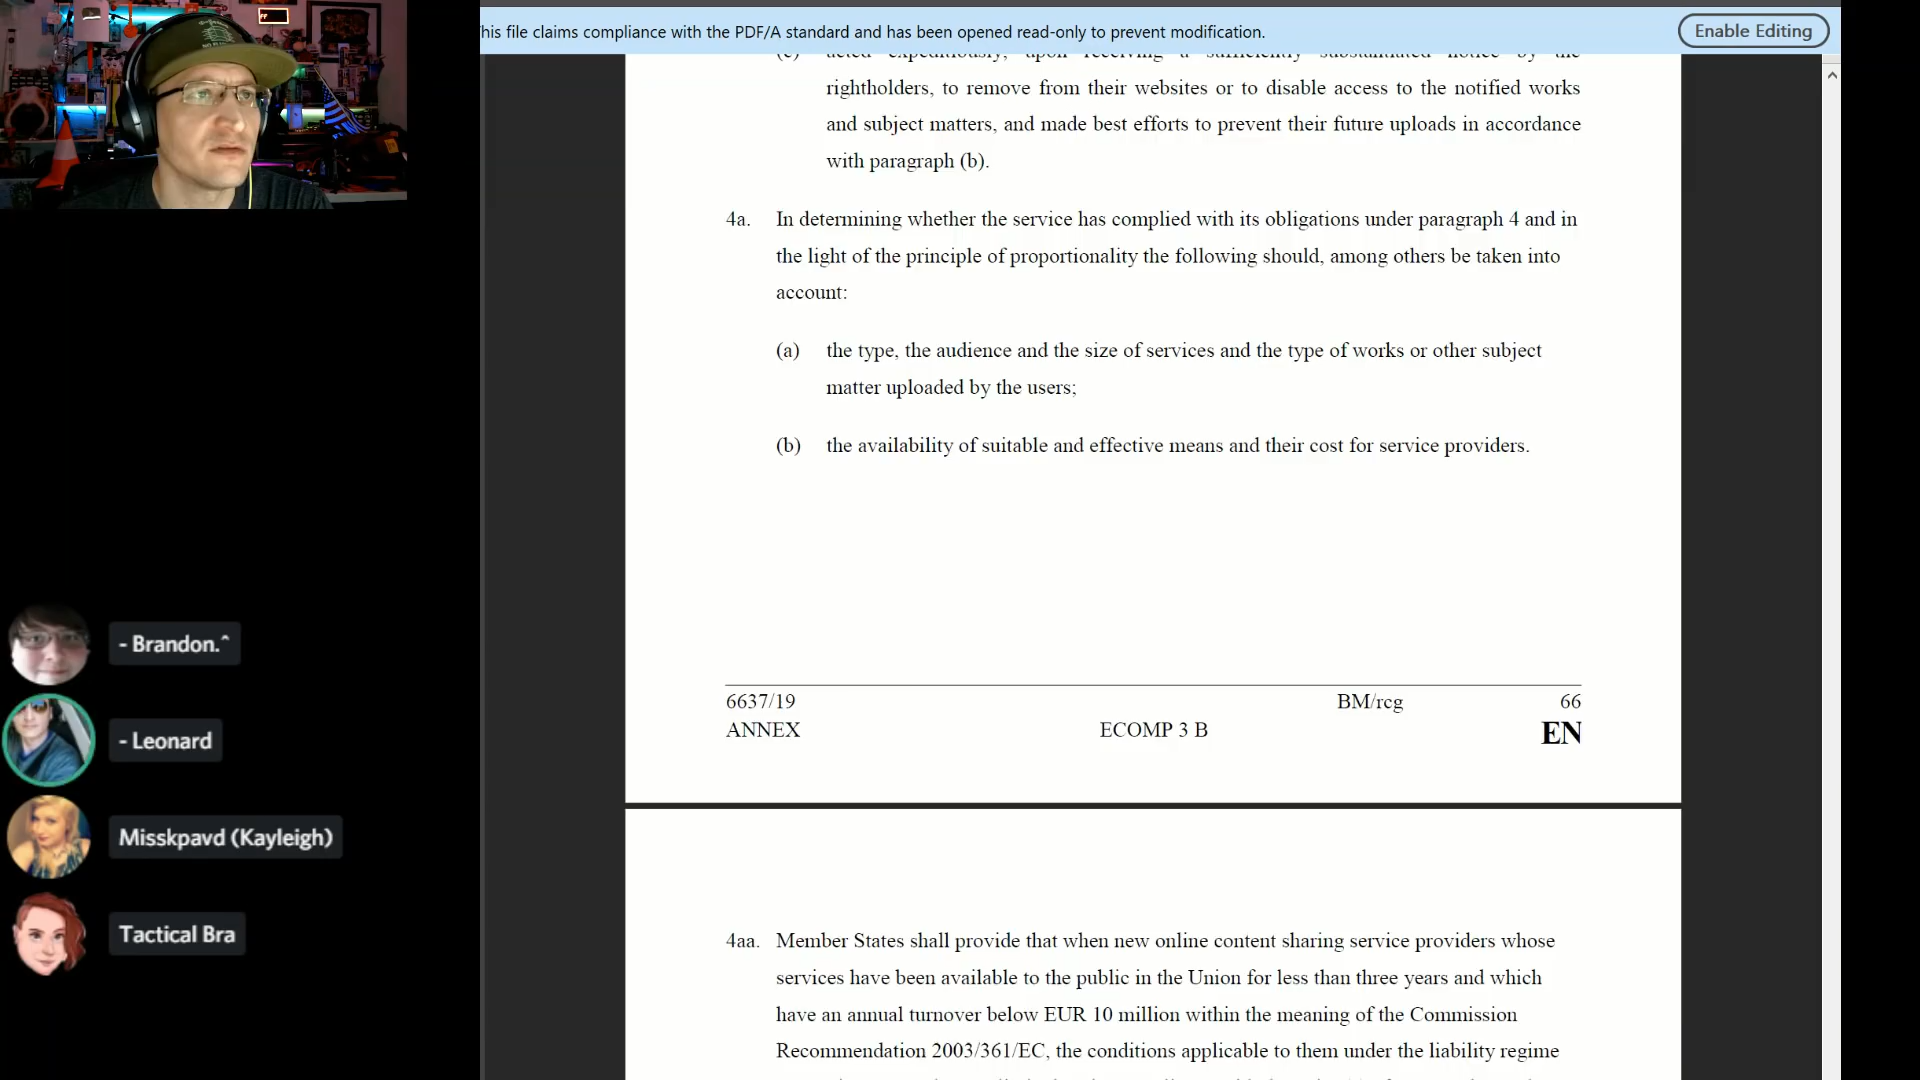 his file claims compliance with the PDF/A standard and has been opened read-only to prevent modification.
Enable Editing
(c) acted expeditiously, upon receiving a sufficiently substantiated notice by the
rightholders, to remove from their websites or to disable access to the notified works
and subject matters, and made best efforts to prevent their future uploads in accordance
with paragraph (b).
4a. In determining whether the service has complied with its obligations under paragraph 4 and in
the light of the principle of proportionality the following should, among others be taken into
account:
(a) the type, the audience and the size of services and the type of works or other subject
matter uploaded by the users;
(b) the availability of suitable and effective means and their cost for service providers.
6637/19 BM/rcg 66
ANNEX ECOMP 3 B EN
4aa. Member States shall provide that when new online content sharing service providers whose
services have been available to the public in the Union for less than three years and which
have an annual turnover below EUR 10 million within the meaning of the Commission
Recommendation 2003/361/EC, the conditions applicable to them under the liability regime
- Brandon.^
- Leonard
Misskpavd (Kayleigh)
Tactical Bra